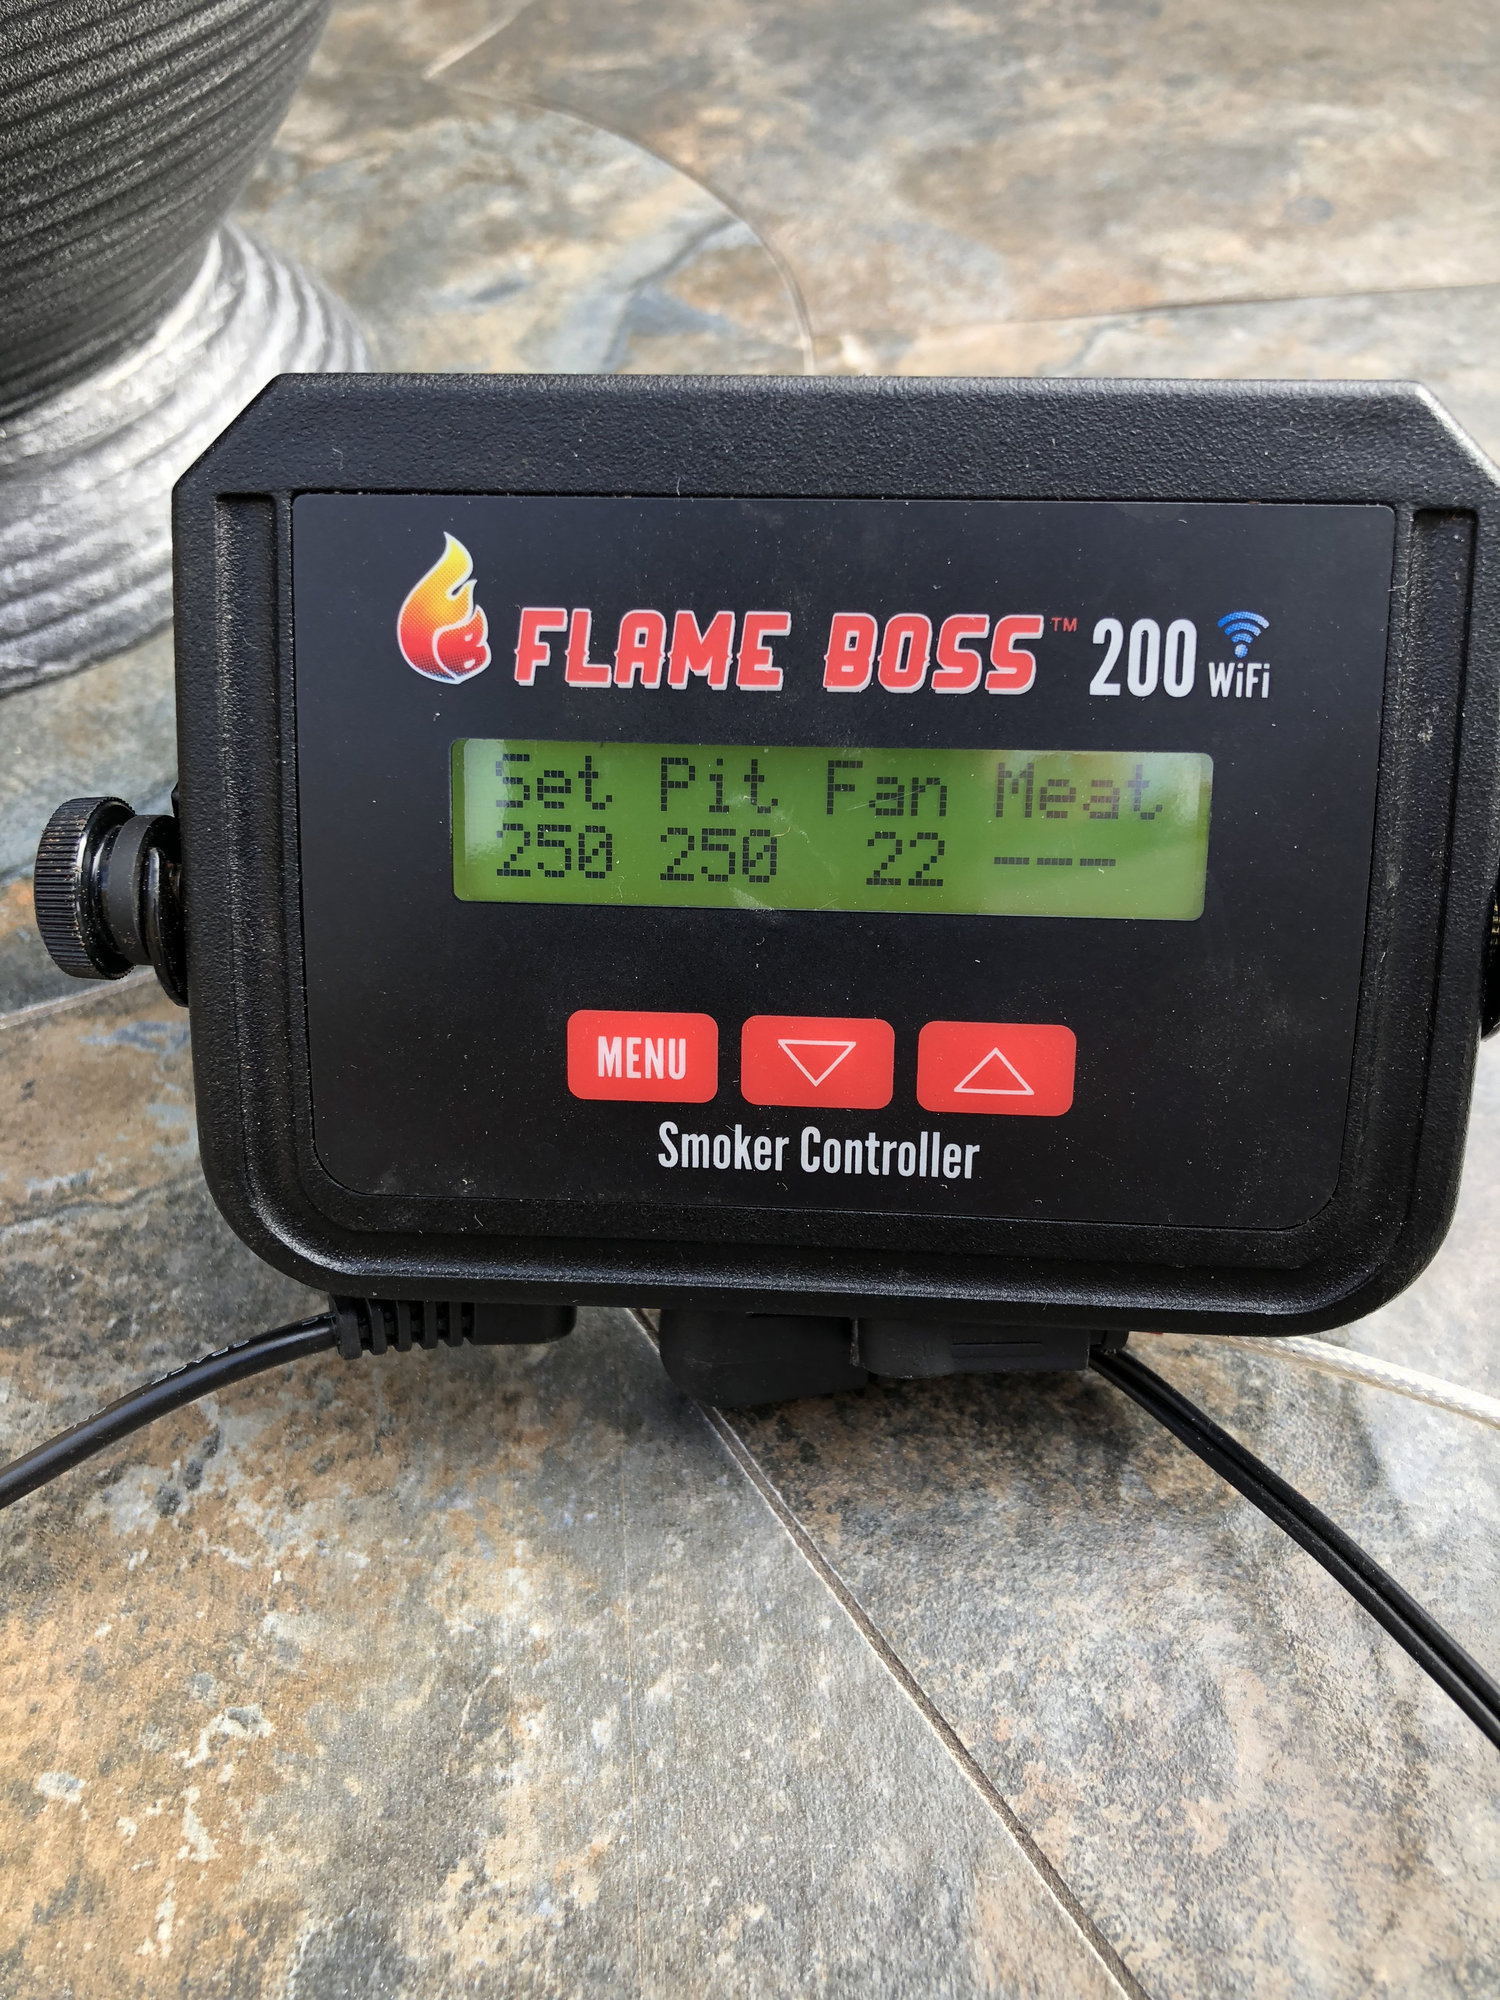 FLAME BOSS™ 200 WiFi
Set Pit Fan Meat
250 250 22 ---
MENU
Smoker Controller